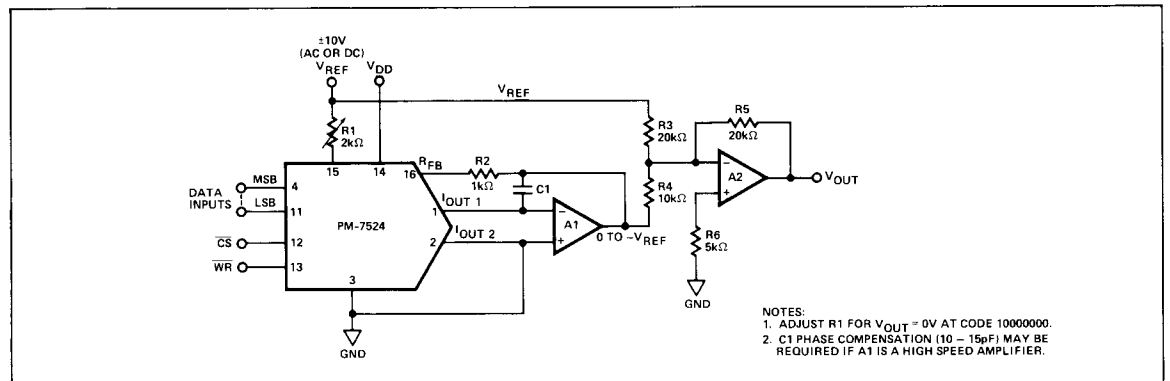 ±10V
(AC OR DC)
VREF
VDD
VREF
R1
2kΩ
R3
20kΩ
R5
20kΩ
15
14
16
RFB
R2
1kΩ
C1
DATA
INPUTS
MSB
4
LSB
11
CS
12
WR
13
PM-7524
1
IOUT 1
2
IOUT 2
3
GND
A1
−
+
0 TO -VREF
R4
10kΩ
A2
−
+
VOUT
R6
5kΩ
GND
NOTES:
1. ADJUST R1 FOR VOUT = 0V AT CODE 10000000.
2. C1 PHASE COMPENSATION (10 – 15pF) MAY BE
REQUIRED IF A1 IS A HIGH SPEED AMPLIFIER.